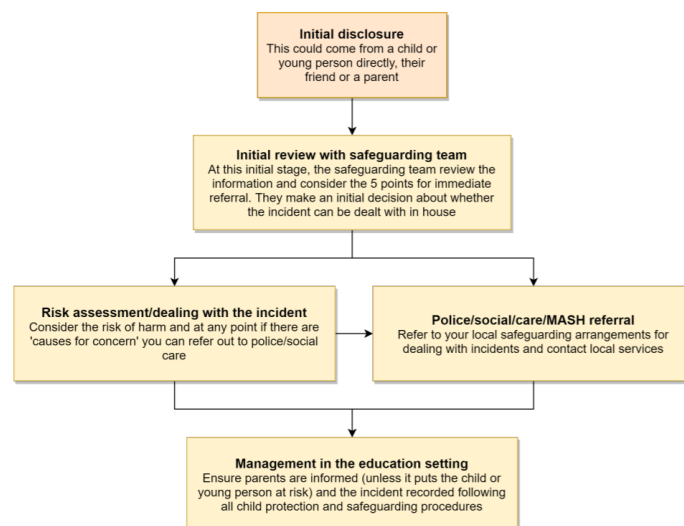 Initial disclosure
This could come from a child or
young person directly, their
friend or a parent
Initial review with safeguarding team
At this initial stage, the safeguarding team review the
information and consider the 5 points for immediate
referral. They make an initial decision about whether
the incident can be dealt with in house
Risk assessment/dealing with the incident
Consider the risk of harm and at any point if there are
'causes for concern' you can refer out to police/social
care
Police/social/care/MASH referral
Refer to your local safeguarding arrangements for
dealing with incidents and contact local services
Management in the education setting
Ensure parents are informed (unless it puts the child or
young person at risk) and the incident recorded following
all child protection and safeguarding procedures